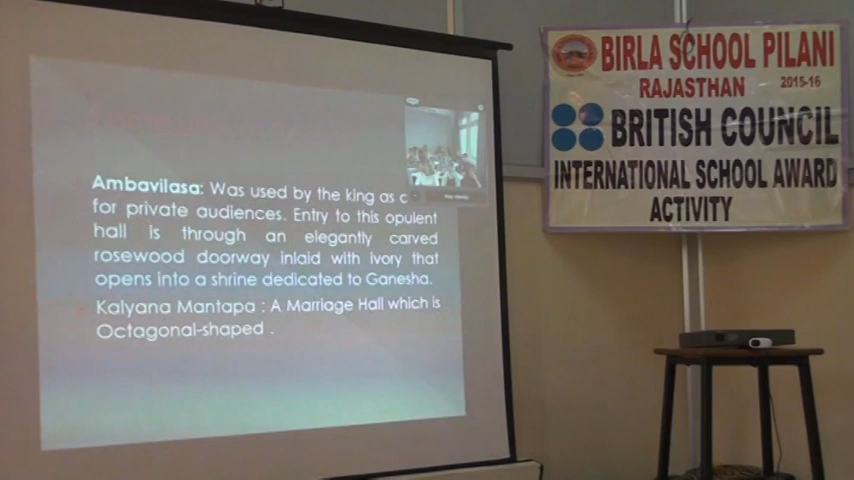 Ambavilasa: Was used by the king as
for private audiences. Entry to this opulent
hall is through an elegantly carved
rosewood doorway inlaid with ivory that
opens into a shrine dedicated to Ganesha.
Kalyana Mantapa : A Marriage Hall which is
Octagonal-shaped .
BIRLA SCHOOL PILANI
RAJASTHAN 2015-16
BRITISH COUNCIL
INTERNATIONAL SCHOOL AWARD
ACTIVITY